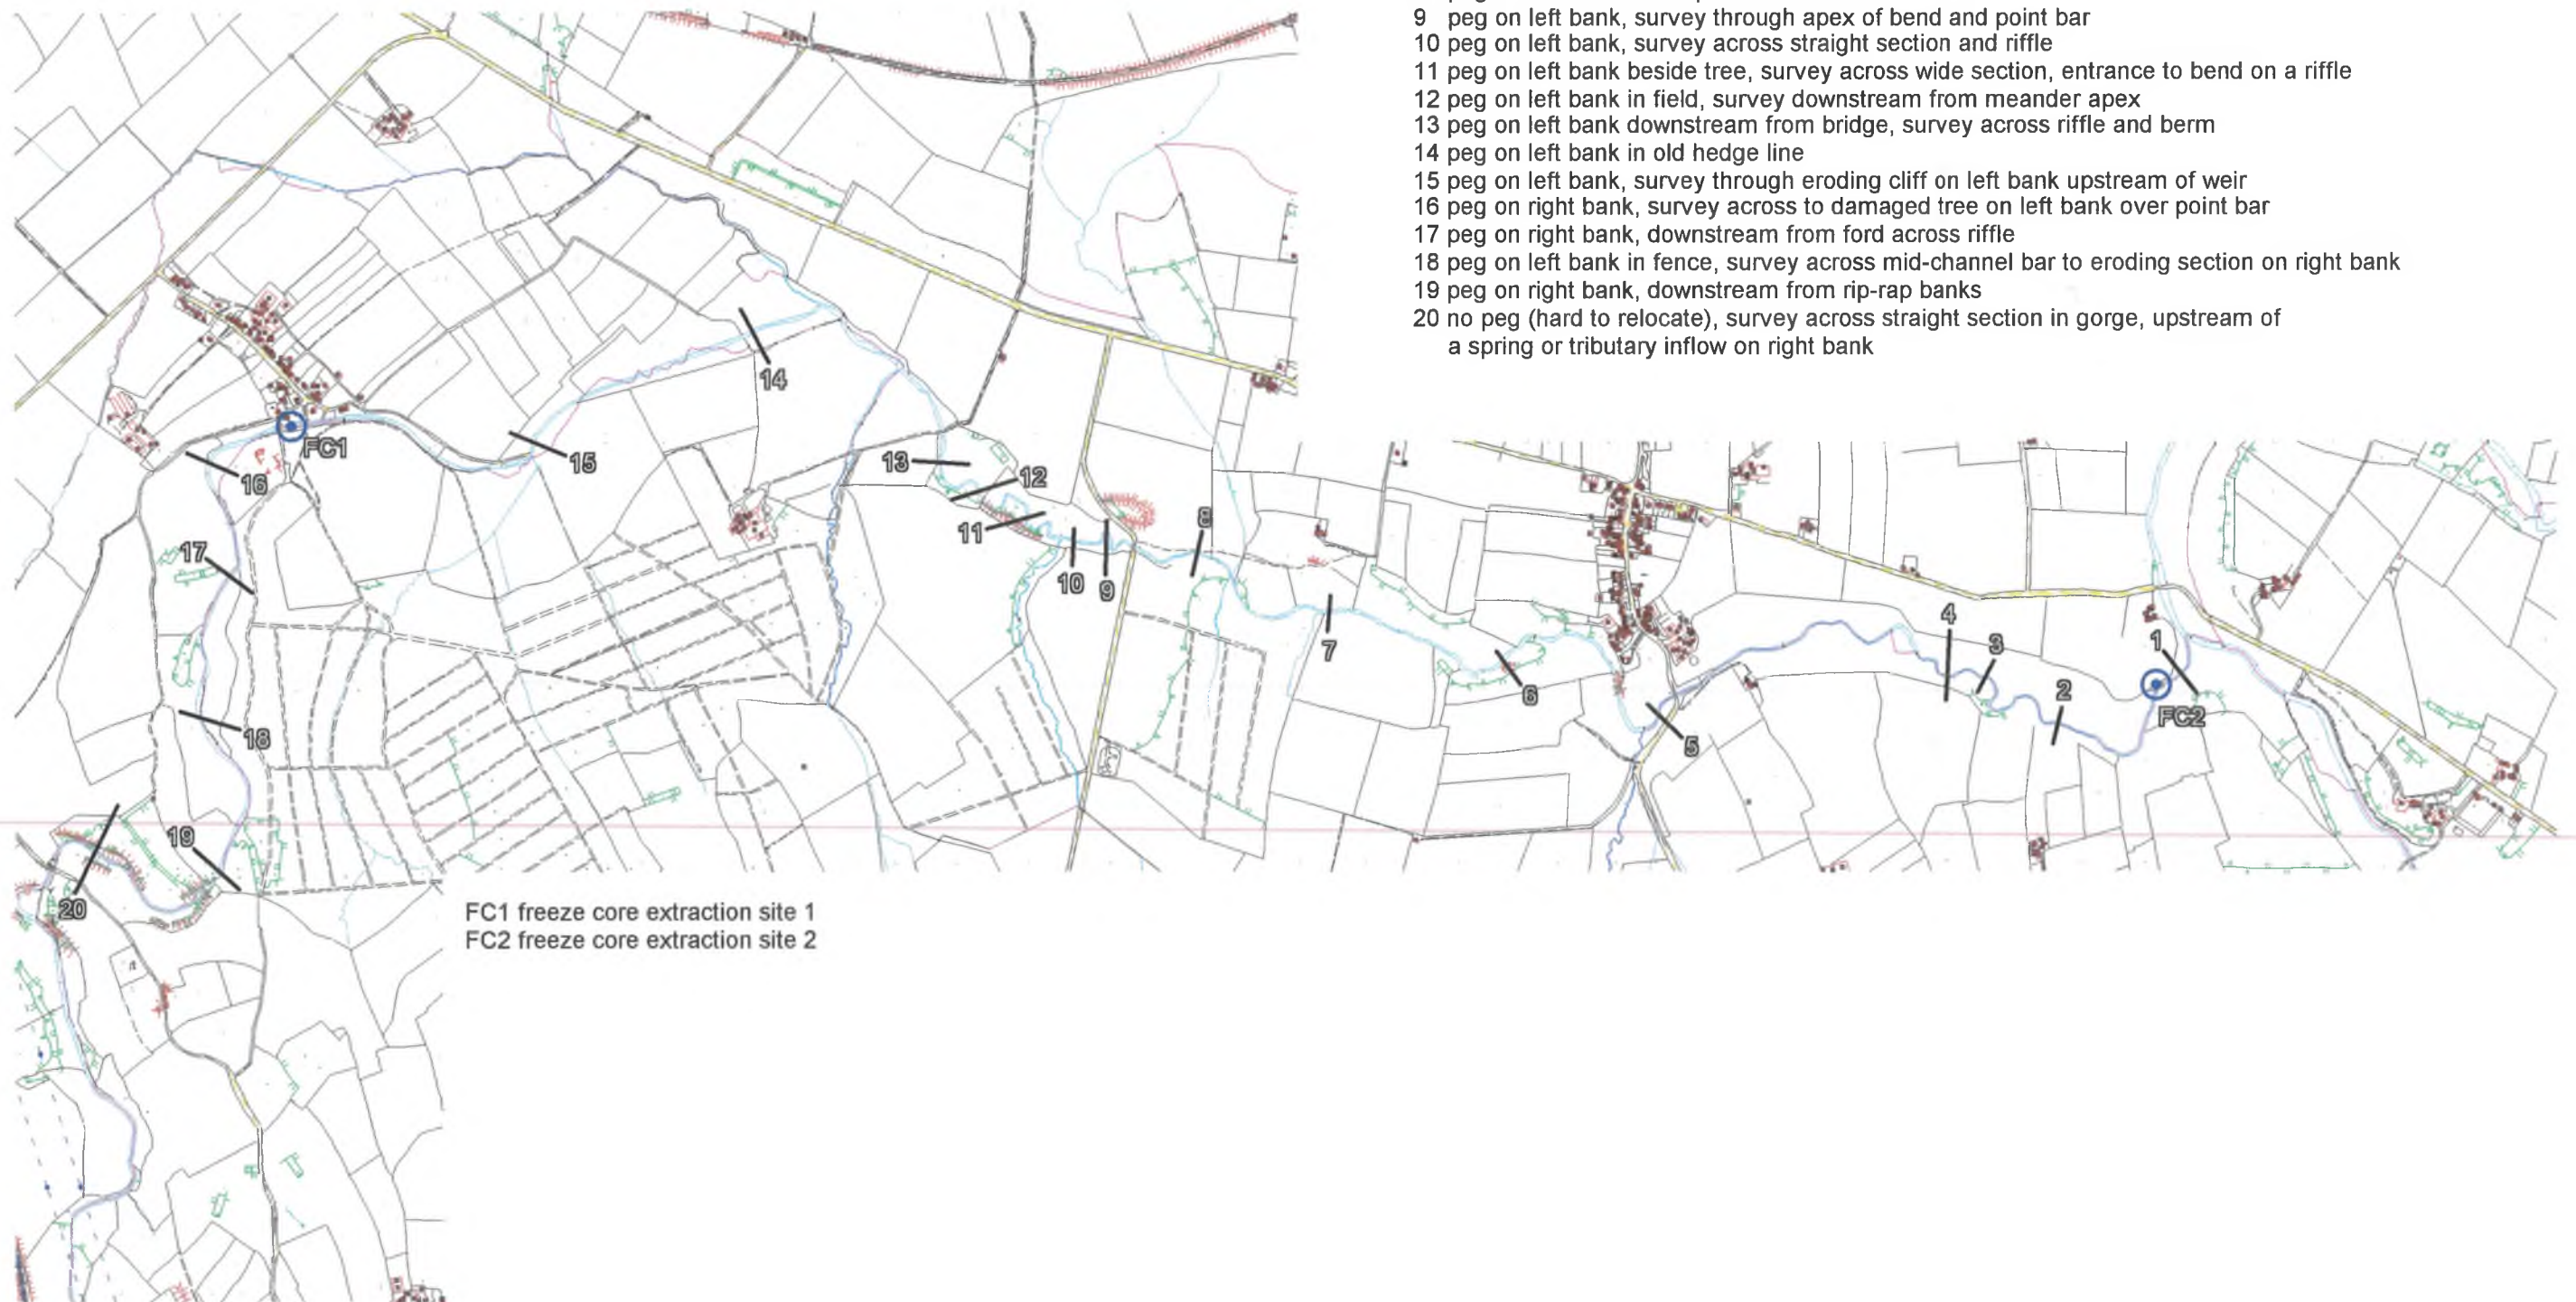 9 peg on left bank, survey through apex of bend and point bar
10 peg on left bank, survey across straight section and riffle
11 peg on left bank beside tree, survey across wide section, entrance to bend on a riffle
12 peg on left bank in field, survey downstream from meander apex
13 peg on left bank downstream from bridge, survey across riffle and berm
14 peg on left bank in old hedge line
15 peg on left bank, survey through eroding cliff on left bank upstream of weir
16 peg on right bank, survey across to damaged tree on left bank over point bar
17 peg on right bank, downstream from ford across riffle
18 peg on left bank in fence, survey across mid-channel bar to eroding section on right bank
19 peg on right bank, downstream from rip-rap banks
20 no peg (hard to relocate), survey across straight section in gorge, upstream of
a spring or tributary inflow on right bank
14
FC1
15
16
13
12
11
10
9
8
7
6
5
4
3
2
1
FC2
17
18
19
20
FC1 freeze core extraction site 1
FC2 freeze core extraction site 2